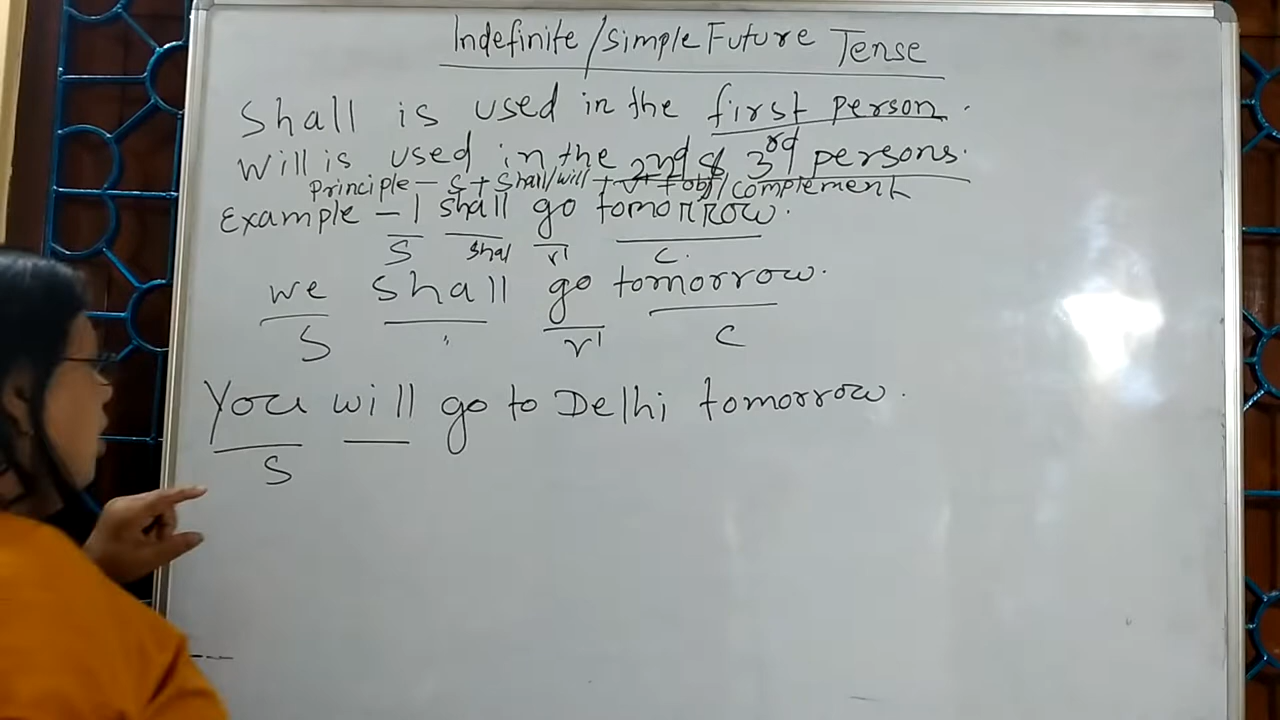 Indefinite/Simple Future Tense
Shall is used in the first person.
Will is used in the 2nd & 3rd persons.
Principle - S + Shall/will + v1 + obj/complement
Example - I shall go tomorrow.
S shal v1 c.
we shall go tomorrow.
S v1 c
You will go to Delhi tomorrow.
S